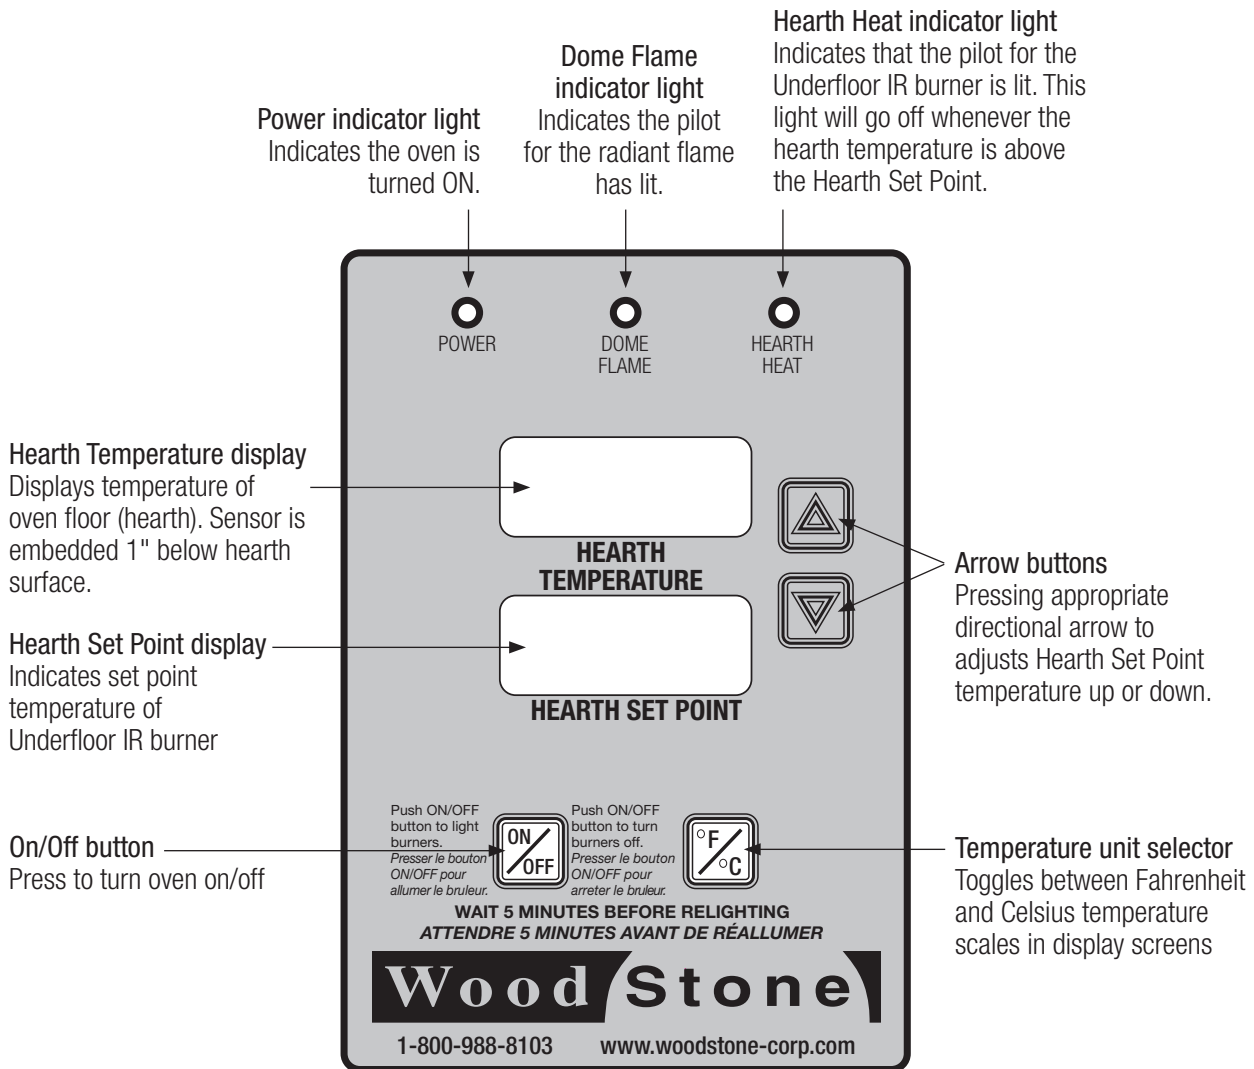 Hearth Heat indicator light
Indicates that the pilot for the
Underfloor IR burner is lit. This
light will go off whenever the
hearth temperature is above
the Hearth Set Point.
Dome Flame
indicator light
Indicates the pilot
for the radiant flame
has lit.
Power indicator light
Indicates the oven is
turned ON.
POWER
DOME
FLAME
HEARTH
HEAT
Hearth Temperature display
Displays temperature of
oven floor (hearth). Sensor is
embedded 1" below hearth
surface.
HEARTH
TEMPERATURE
Arrow buttons
Pressing appropriate
directional arrow to
adjusts Hearth Set Point
temperature up or down.
Hearth Set Point display
Indicates set point
temperature of
Underfloor IR burner
HEARTH SET POINT
On/Off button
Press to turn oven on/off
Push ON/OFF
button to light
burners.
Presser le bouton
ON/OFF pour
allumer le bruleur.
ON
OFF
Push ON/OFF
button to turn
burners off.
Presser le bouton
ON/OFF pour
arreter le bruleur.
°F
°C
Temperature unit selector
Toggles between Fahrenheit
and Celsius temperature
scales in display screens
WAIT 5 MINUTES BEFORE RELIGHTING
ATTENDRE 5 MINUTES AVANT DE RÉALLUMER
Wood Stone
1-800-988-8103 www.woodstone-corp.com